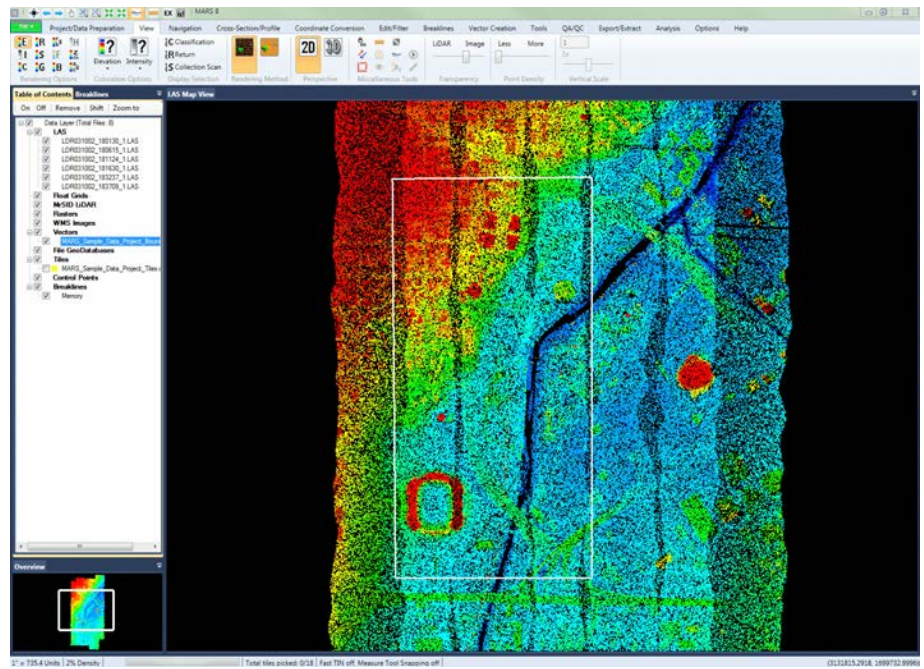 EX MARS 8
File Project/Data Preparation View Navigation Cross-Section/Profile Coordinate Conversion Edit/Filter Breaklines Vector Creation Tools QA/QC Export/Extract Analysis Options Help
Elevation Intensity
C Classification
R Return
S Collection Scan
2D 3D
LiDAR Image Less More
1
Rendering Options Coloration Options Display Selection Rendering Method Perspective Miscellaneous Tools Transparency Point Density Vertical Scale
Table of Contents Breaklines LAS Map View
On Off Remove Shift Zoom to
Data Layer (Total Files: 8)
LAS
LDR031002_180130_1.LAS
LDR031002_180615_1.LAS
LDR031002_181124_1.LAS
LDR031002_181630_1.LAS
LDR031002_183237_1.LAS
LDR031002_183709_1.LAS
Float Grids
MrSID LiDAR
Rasters
WMS Images
Vectors
MARS_Sample_Data_Project_Boun
File GeoDatabases
Tiles
MARS_Sample_Data_Project_Tiles
Control Points
Breaklines
Memory
Overview
1" = 735.4 Units 2% Density Total tiles picked: 0/18 Fast TIN off, Measure Tool Snapping off (3131815.2918, 1699732.9996)